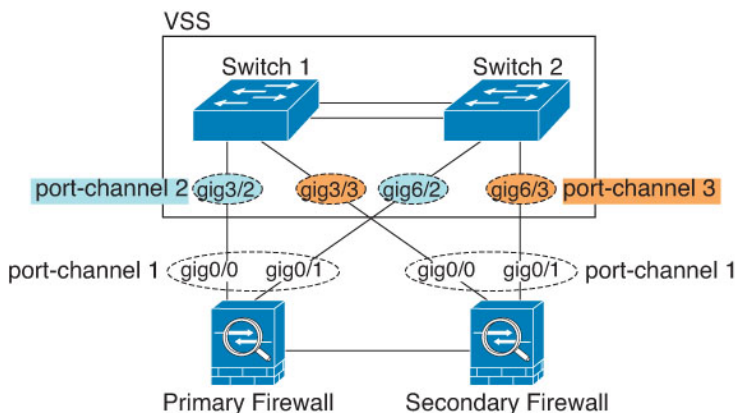 VSS
Switch 1 Switch 2
port-channel 2 gig3/2 gig3/3 gig6/2 gig6/3 port-channel 3
port-channel 1 gig0/0 gig0/1 gig0/0 gig0/1 port-channel 1
Primary Firewall Secondary Firewall